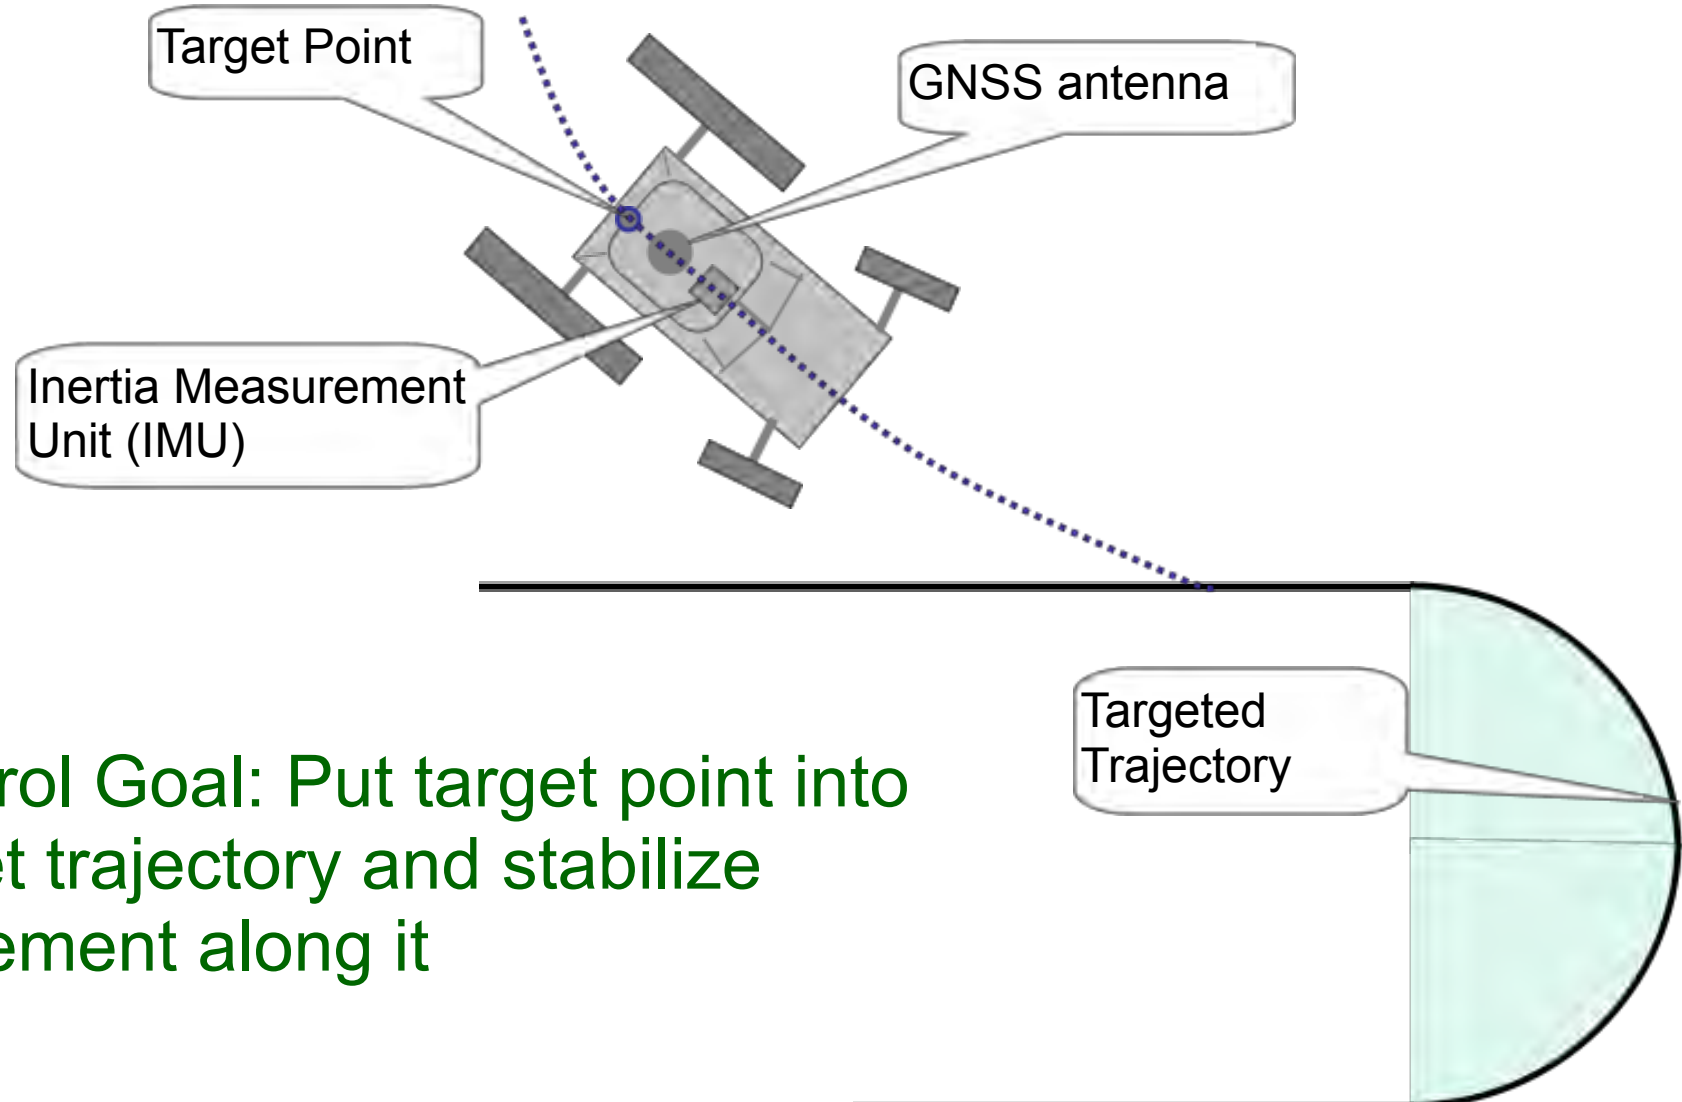 Target Point
GNSS antenna
Inertia Measurement
Unit (IMU)
Targeted
Trajectory
rol Goal: Put target point into
et trajectory and stabilize
ement along it